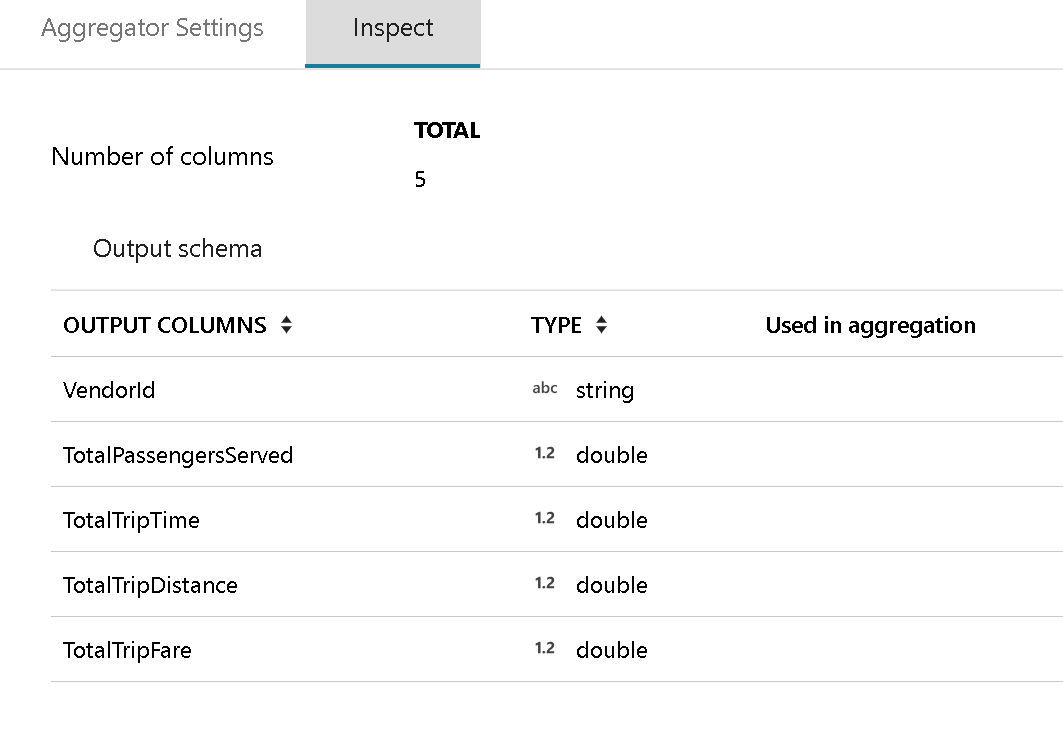 Aggregator Settings Inspect
TOTAL
Number of columns
5
Output schema
OUTPUT COLUMNS TYPE Used in aggregation
VendorId abc string
TotalPassengersServed 1.2 double
TotalTripTime 1.2 double
TotalTripDistance 1.2 double
TotalTripFare 1.2 double